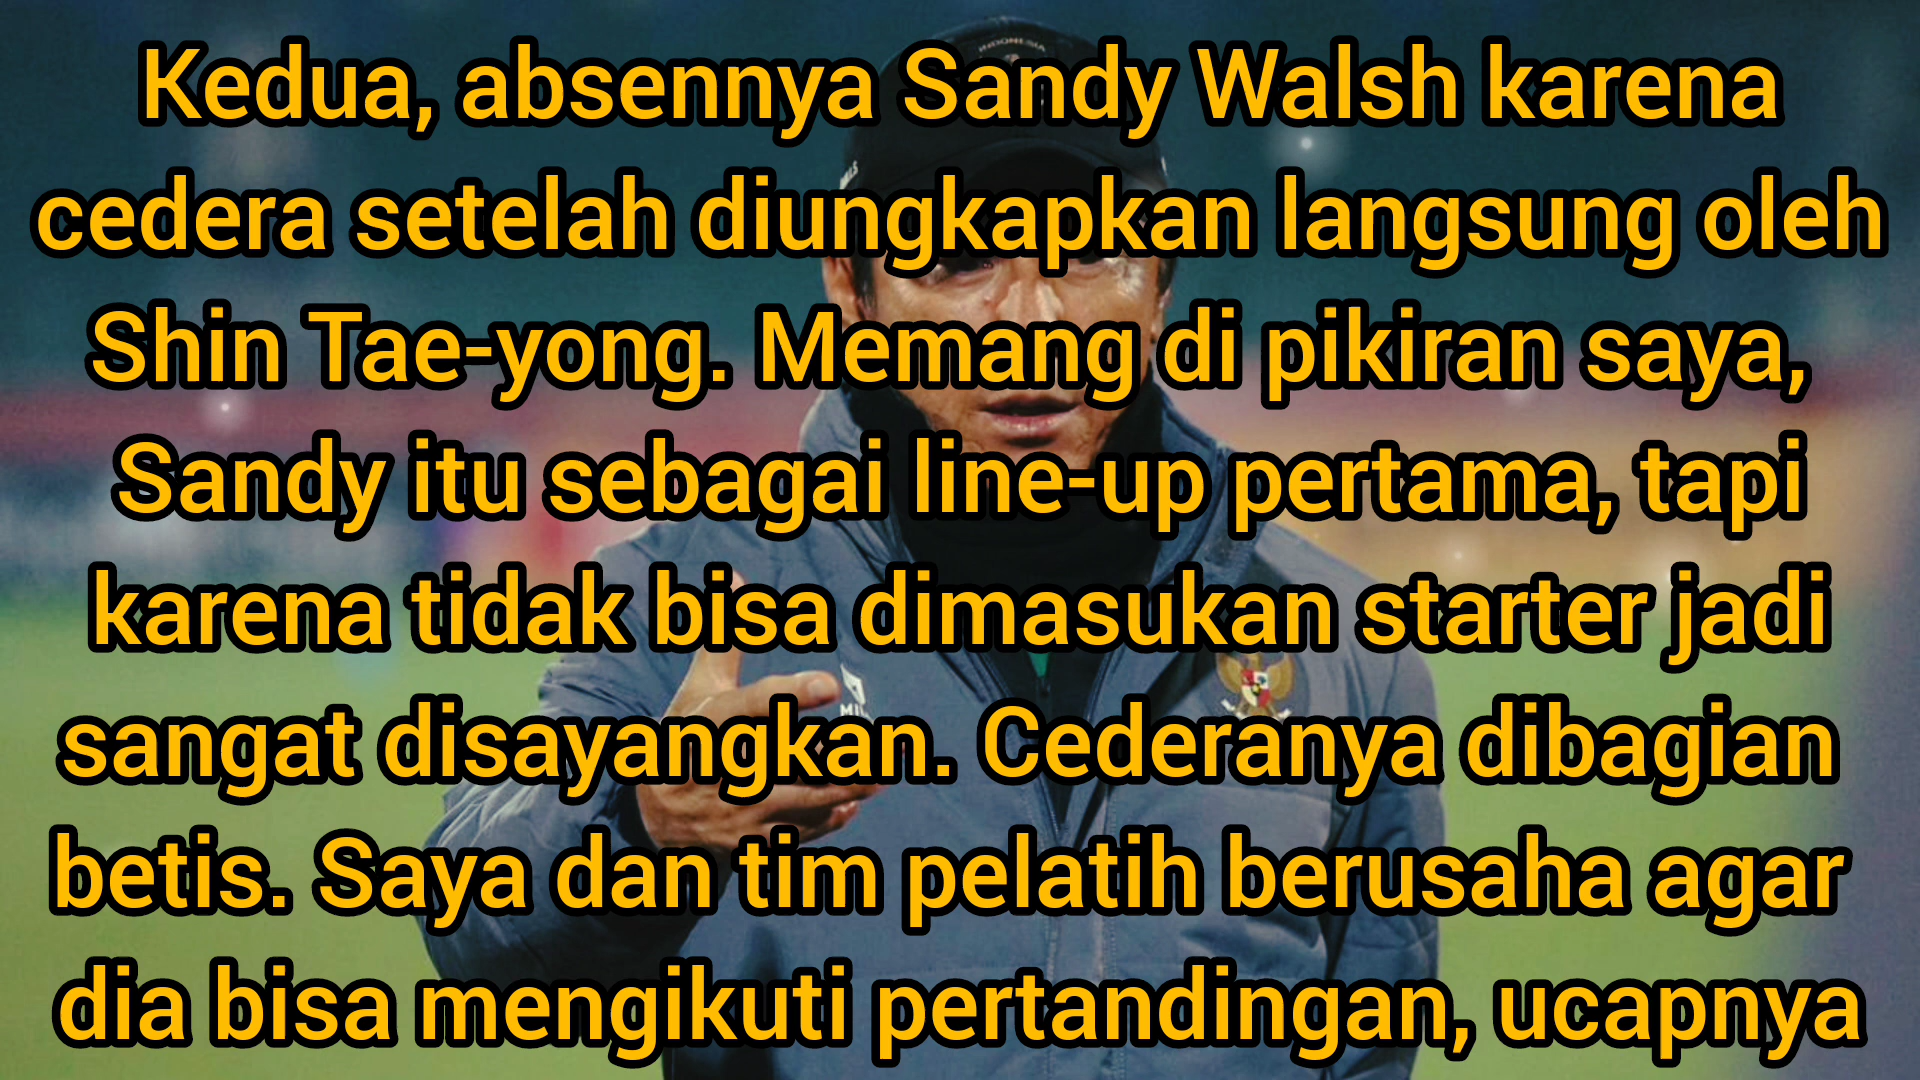 INDONESIA
Kedua, absennya Sandy Walsh karena
cedera setelah diungkapkan langsung oleh
Shin Tae-yong. Memang di pikiran saya,
Sandy itu sebagai line-up pertama, tapi
karena tidak bisa dimasukan starter jadi
sangat disayangkan. Cederanya dibagian
betis. Saya dan tim pelatih berusaha agar
dia bisa mengikuti pertandingan, ucapnya